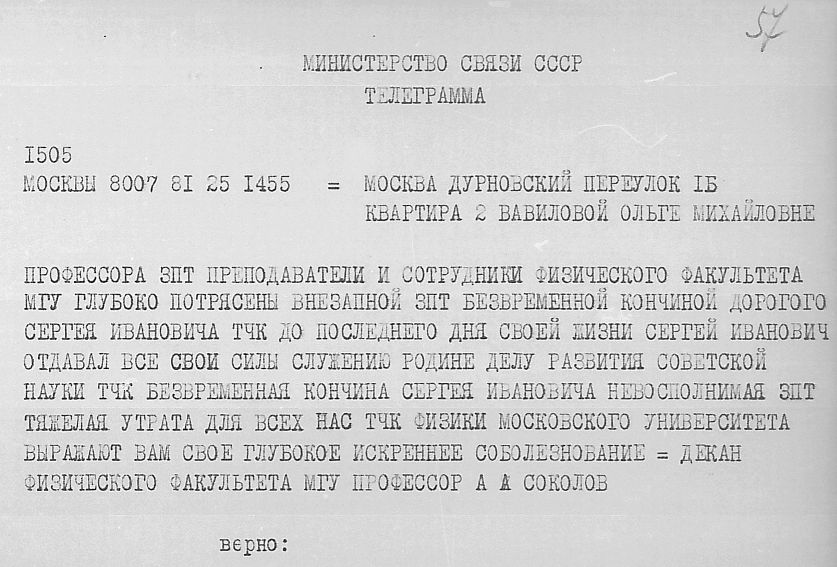 57
МИНИСТЕРСТВО СВЯЗИ СССР
ТЕЛЕГРАММА
I505
МОСКВЫ 8007 8I 25 I455 = МОСКВА ДУРНОВСКИЙ ПЕРЕУЛОК IБ
КВАРТИРА 2 ВАВИЛОВОЙ ОЛЬГЕ МИХАЙЛОВНЕ
ПРОФЕССОРА ЗПТ ПРЕПОДАВАТЕЛИ И СОТРУДНИКИ ФИЗИЧЕСКОГО ФАКУЛЬТЕТА
МГУ ГЛУБОКО ПОТРЯСЕНЫ ВНЕЗАПНОЙ ЗПТ БЕЗВРЕМЕННОЙ КОНЧИНОЙ ДОРОГОГО
СЕРГЕЯ ИВАНОВИЧА ТЧК ДО ПОСЛЕДНЕГО ДНЯ СВОЕЙ ЖИЗНИ СЕРГЕЙ ИВАНОВИЧ
ОТДАВАЛ ВСЕ СВОИ СИЛЫ СЛУЖЕНИЮ РОДИНЕ ДЕЛУ РАЗВИТИЯ СОВЕТСКОЙ
НАУКИ ТЧК БЕЗВРЕМЕННАЯ КОНЧИНА СЕРГЕЯ ИВАНОВИЧА НЕВОСПОЛНИМАЯ ЗПТ
ТЯЖЕЛАЯ УТРАТА ДЛЯ ВСЕХ НАС ТЧК ФИЗИКИ МОСКОВСКОГО УНИВЕРСИТЕТА
ВЫРАЖАЮТ ВАМ СВОЕ ГЛУБОКОЕ ИСКРЕННЕЕ СОБОЛЕЗНОВАНИЕ = ДЕКАН
ФИЗИЧЕСКОГО ФАКУЛЬТЕТА МГУ ПРОФЕССОР А А СОКОЛОВ
верно: